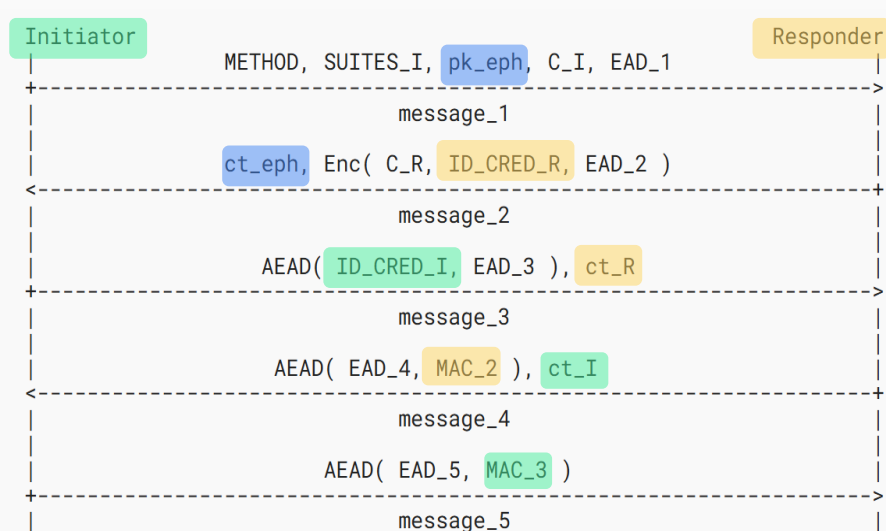 Initiator Responder
METHOD, SUITES_I, pk_eph, C_I, EAD_1
message_1
ct_eph, Enc( C_R, ID_CRED_R, EAD_2 )
message_2
AEAD( ID_CRED_I, EAD_3 ), ct_R
message_3
AEAD( EAD_4, MAC_2 ), ct_I
message_4
AEAD( EAD_5, MAC_3 )
message_5